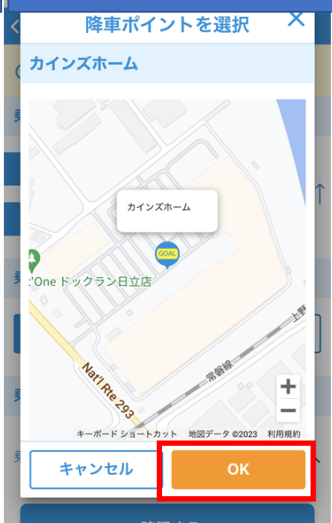 降車ポイントを選択
カインズホーム
カインズホーム
GOAL
One ドックラン日立店
Nat'l Rte 293
常磐線
上野
キーボード ショートカット 地図データ ©2023 利用規約
キャンセル
OK